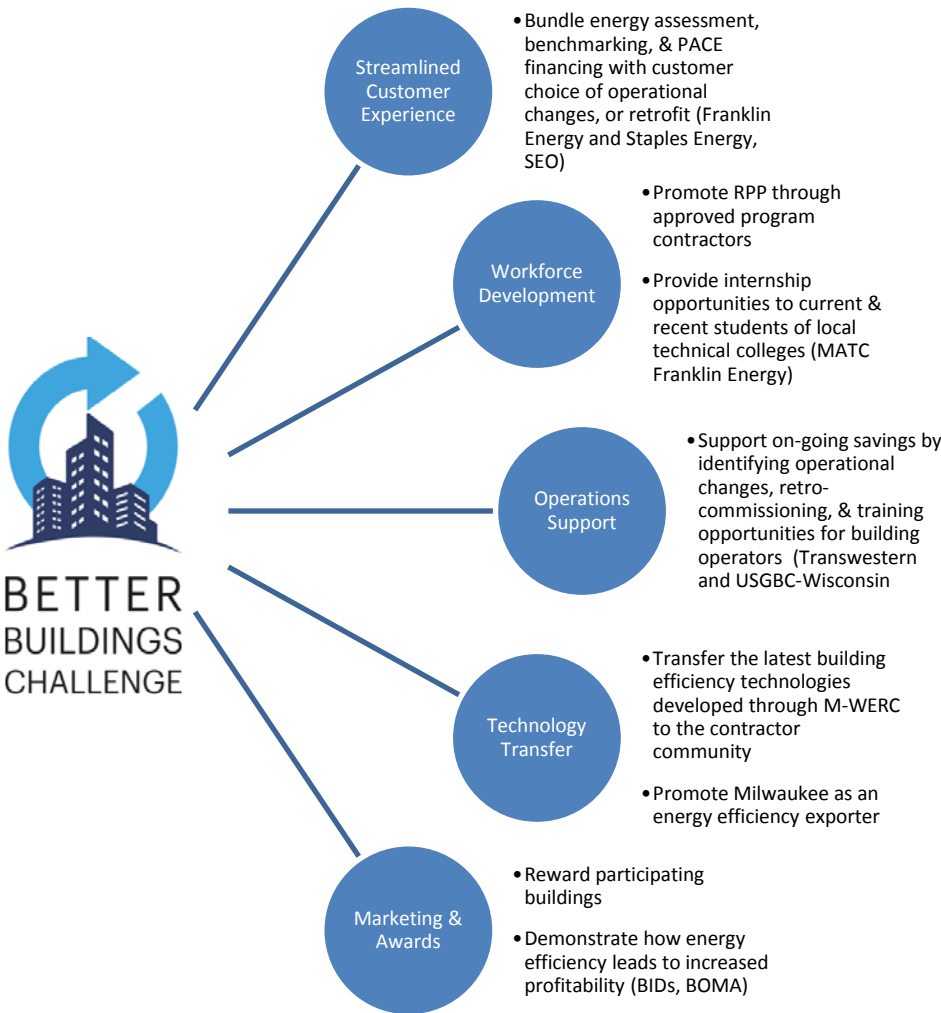 Streamlined
Customer
Experience
•Bundle energy assessment,
benchmarking, & PACE
financing with customer
choice of operational
changes, or retrofit (Franklin
Energy and Staples Energy,
SEO)
Workforce
Development
•Promote RPP through
approved program
contractors
•Provide internship
opportunities to current &
recent students of local
technical colleges (MATC
Franklin Energy)
BETTER
BUILDINGS
CHALLENGE
Operations
Support
•Support on-going savings by
identifying operational
changes, retro-
commissioning, & training
opportunities for building
operators  (Transwestern
and USGBC-Wisconsin
Technology
Transfer
•Transfer the latest building
efficiency technologies
developed through M-WERC
to the contractor
community
•Promote Milwaukee as an
energy efficiency exporter
Marketing &
Awards
•Reward participating
buildings
•Demonstrate how energy
efficiency leads to increased
profitability (BIDs, BOMA)